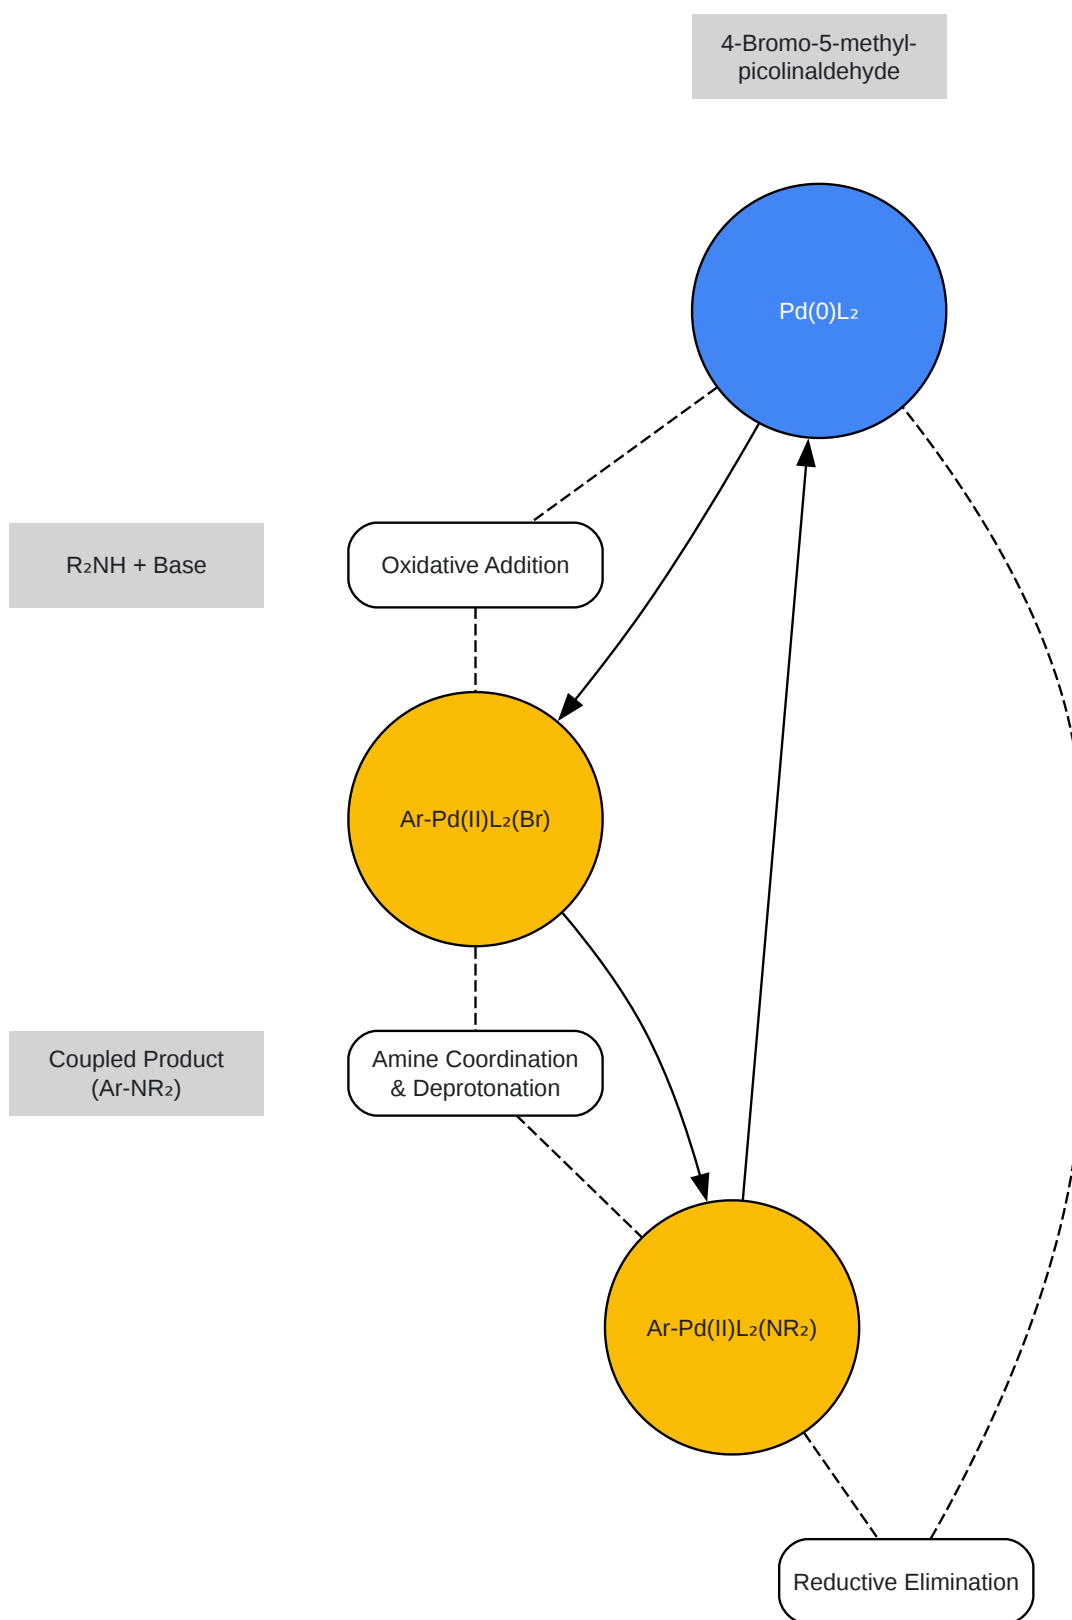 4-Bromo-5-methyl-
picolinaldehyde
Pd(0)L₂
R₂NH + Base
Oxidative Addition
Ar-Pd(II)L₂(Br)
Coupled Product
(Ar-NR₂)
Amine Coordination
& Deprotonation
Ar-Pd(II)L₂(NR₂)
Reductive Elimination